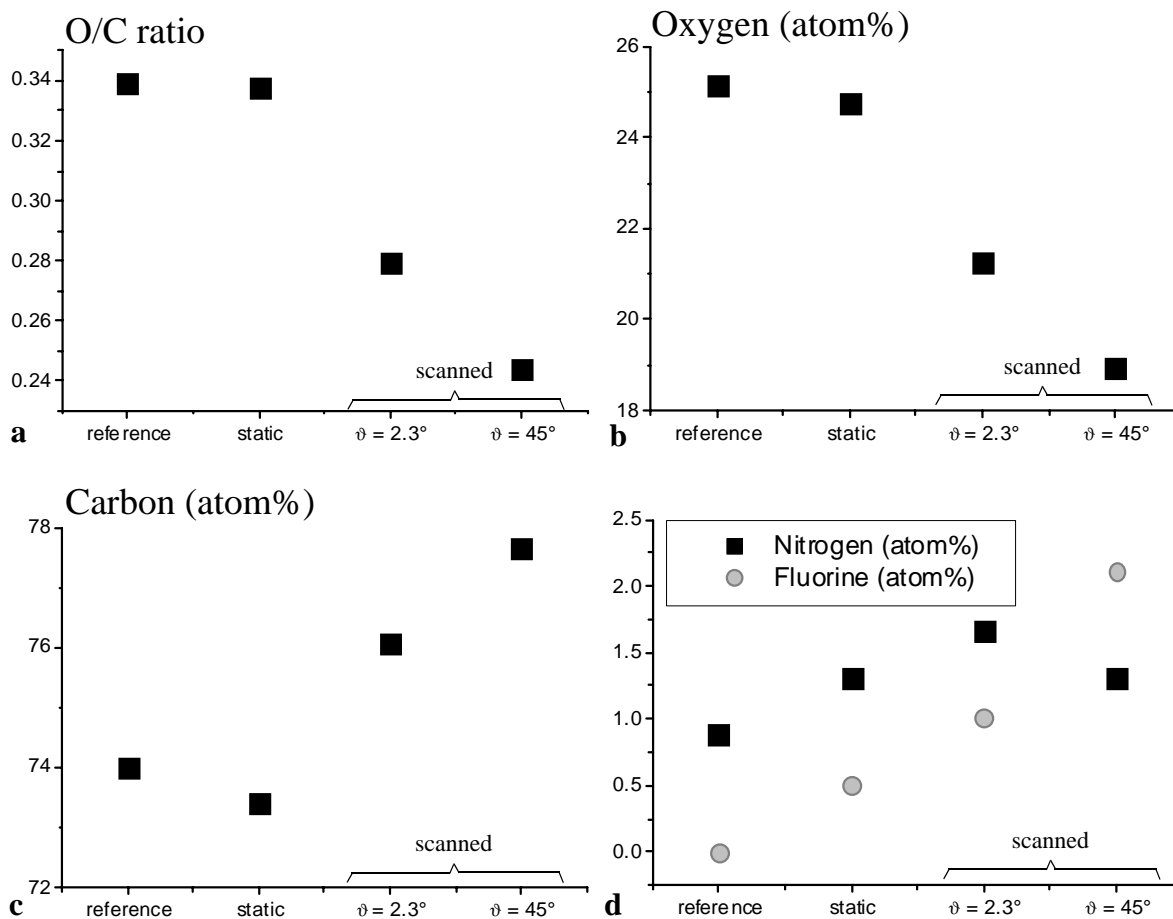 O/C ratio
0.34
0.32
0.30
0.28
0.26
0.24
scanned
a
reference static ϑ = 2.3° ϑ = 45°
Oxygen (atom%)
26
24
22
20
18
scanned
b
reference static ϑ = 2.3° ϑ = 45°
Carbon (atom%)
78
76
74
72
scanned
c
reference static ϑ = 2.3° ϑ = 45°
2.5
2.0
1.5
1.0
0.5
0.0
Nitrogen (atom%)
Fluorine (atom%)
scanned
d
reference static ϑ = 2.3° ϑ = 45°